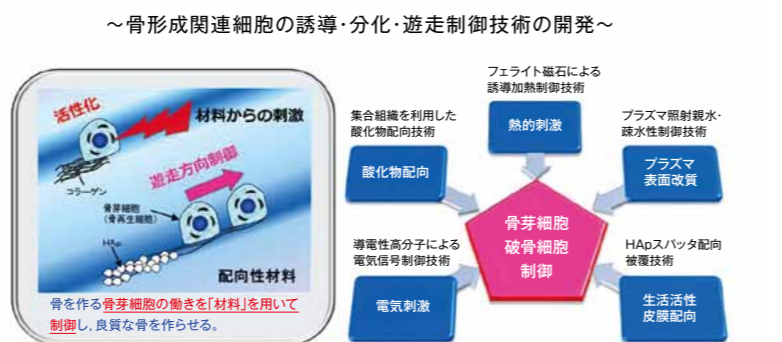 ～骨形成関連細胞の誘導・分化・遊走制御技術の開発～
活性化
材料からの刺激
コラーゲン
遊走方向制御
骨芽細胞
(骨再生細胞)
HAp
配向性材料
骨を作る骨芽細胞の働きを「材料」を用いて
制御し、良質な骨を作らせる。
フェライト磁石による
誘導加熱制御技術
熱的刺激
集合組織を利用した
酸化物配向技術
酸化物配向
プラズマ照射親水・
疎水性制御技術
プラズマ
表面改質
骨芽細胞
破骨細胞
制御
導電性高分子による
電気信号制御技術
電気刺激
HApスパッタ配向
被覆技術
生活活性
皮膜配向